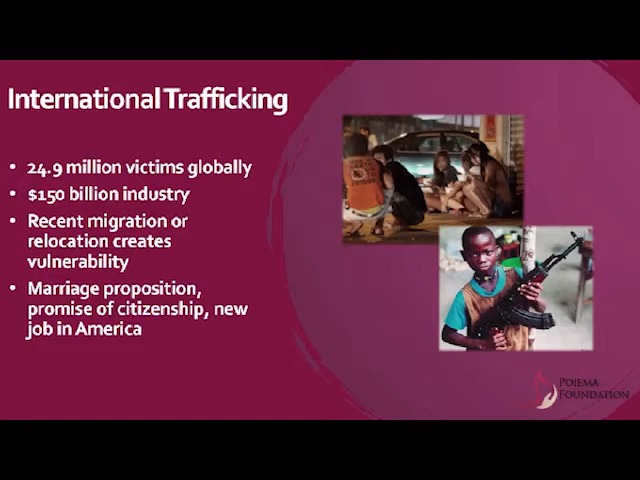 International Trafficking
• 24.9 million victims globally
• $150 billion industry
• Recent migration or
relocation creates
vulnerability
• Marriage proposition,
promise of citizenship, new
job in America
POIEMA
FOUNDATION